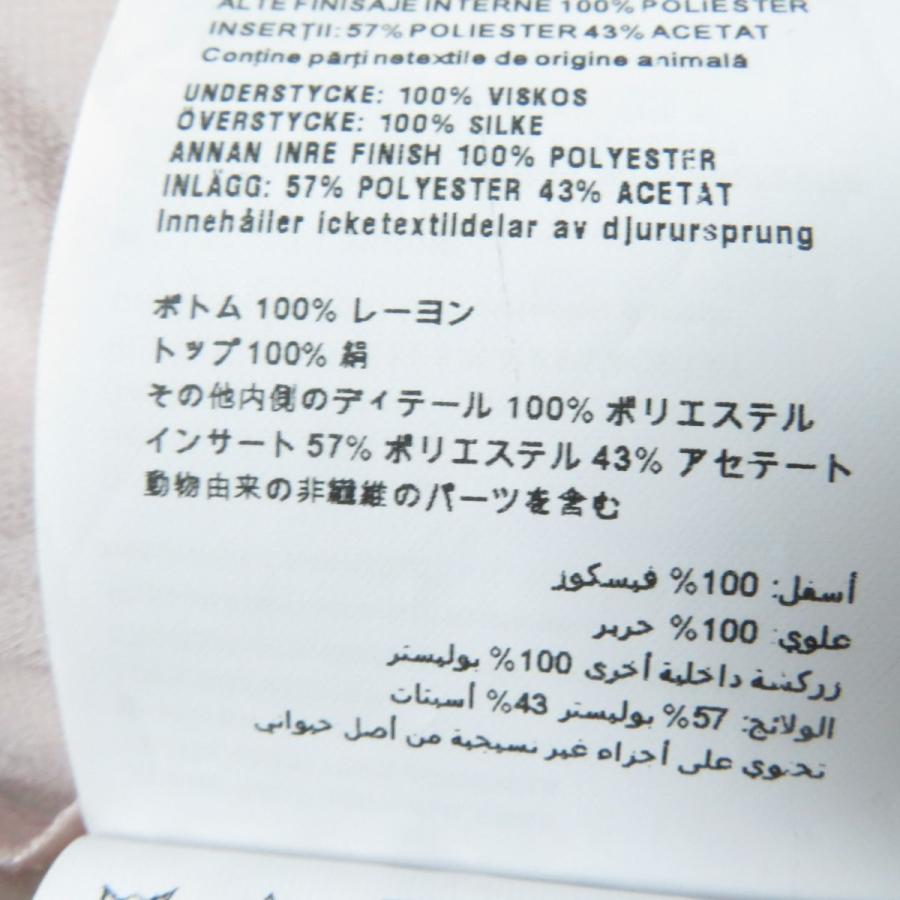 ALTE FINISAJE INTERNE 100% POLIESTER
INSERȚII: 57% POLIESTER 43% ACETAT
Conține părți netextile de origine animală
UNDERSTYCKE: 100% VISKOS
ÖVERSTYCKE: 100% SILKE
ANNAN INRE FINISH 100% POLYESTER
INLÄGG: 57% POLYESTER 43% ACETAT
Innehåller icketextildelar av djurursprung
ボトム 100% レーヨン
トップ 100% 絹
その他内側のディテール 100% ポリエステル
インサート 57% ポリエステル 43% アセテート
動物由来の非繊維のパーツを含む
أسفل: 100% فيسكوز
علوي: 100% حرير
زركشة داخلية أخرى 100% بوليستر
الولائج: 57% بوليستر 43% أسيتات
تحتوي على أجزاء غير نسيجية من أصل حيواني